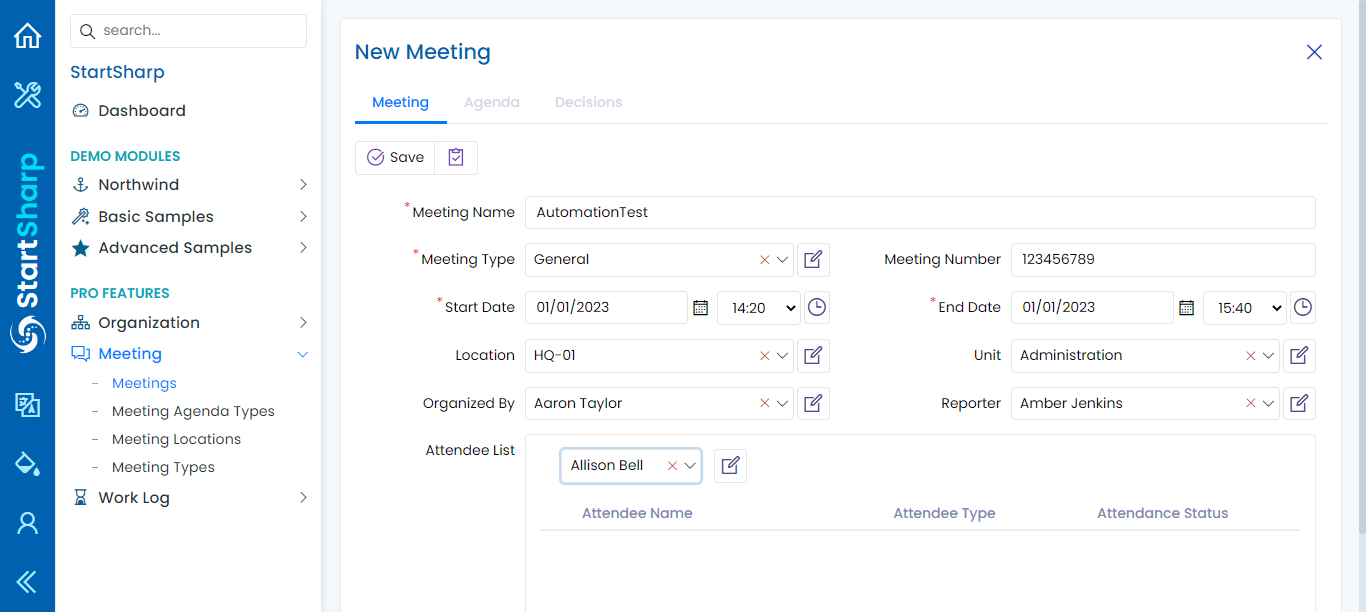 search...
StartSharp
Dashboard
DEMO MODULES
Northwind
Basic Samples
Advanced Samples
PRO FEATURES
Organization
Meeting
Meetings
Meeting Agenda Types
Meeting Locations
Meeting Types
Work Log
StartSharp
New Meeting
Meeting Agenda Decisions
Save
*Meeting Name AutomationTest
*Meeting Type General Meeting Number 123456789
*Start Date 01/01/2023 14:20 *End Date 01/01/2023 15:40
Location HQ-01 Unit Administration
Organized By Aaron Taylor Reporter Amber Jenkins
Attendee List Allison Bell
Attendee Name Attendee Type Attendance Status